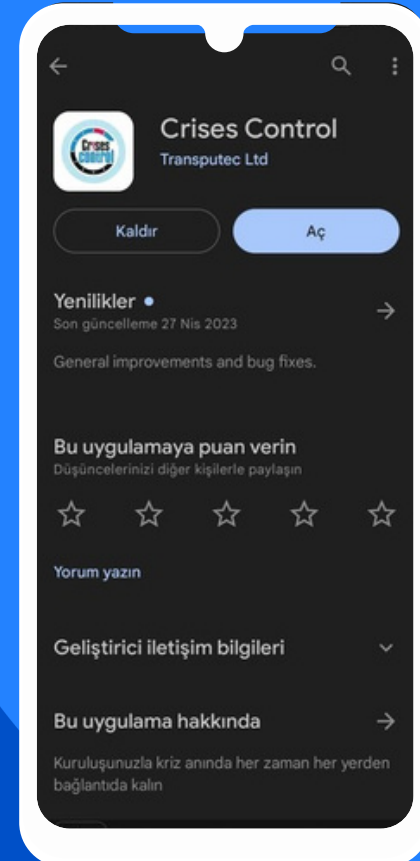 Crises
control
Crises Control
Transputec Ltd
Kaldır
Aç
Yenilikler
Son güncelleme 27 Nis 2023
General improvements and bug fixes.
Bu uygulamaya puan verin
Düşüncelerinizi diğer kişilerle paylaşın
Yorum yazın
Geliştirici iletişim bilgileri
Bu uygulama hakkında
Kuruluşunuzla kriz anında her zaman her yerden
bağlantıda kalın